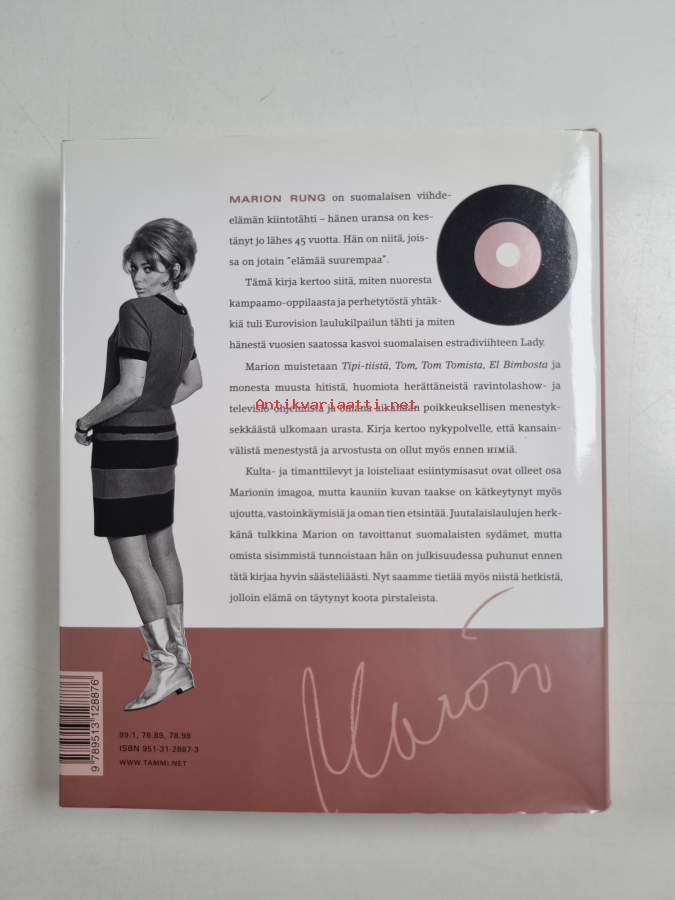 MARION RUNG on suomalaisen viihde-
elämän kiintotähti – hänen uransa on kes-
tänyt jo lähes 45 vuotta. Hän on niitä, jois-
sa on jotain "elämää suurempaa".
Tämä kirja kertoo siitä, miten nuoresta
kampaamo-oppilaasta ja perhetytöstä yhtäk-
kiä tuli Eurovision laulukilpailun tähti ja miten
hänestä vuosien saatossa kasvoi suomalaisen estradiviihteen Lady.
Marion muistetaan Tipi-tiistä, Tom, Tom Tomista, El Bimbosta ja
monesta muusta hitistä, huomiota herättäneistä ravintolashow- ja
Antikvariaatti.net
televisio-ohjelmista ja omana aikanaan poikkeuksellisen menestyk-
sekkäästä ulkomaan urasta. Kirja kertoo nykypolvelle, että kansain-
välistä menestystä ja arvostusta on ollut myös ennen HIMiä.
Kulta- ja timanttilevyt ja loisteliaat esiintymisasut ovat olleet osa
Marionin imagoa, mutta kauniin kuvan taakse on kätkeytynyt myös
ujoutta, vastoinkäymisiä ja oman tien etsintää. Juutalaislaulujen herk-
känä tulkkina Marion on tavoittanut suomalaisten sydämet, mutta
omista sisimmistä tunnoistaan hän on julkisuudessa puhunut ennen
tätä kirjaa hyvin säästeliäästi. Nyt saamme tietää myös niistä hetkistä,
jolloin elämä on täytynyt koota pirstaleista.
Marion
9 789513 128876
99.1, 78.89, 78.99
ISBN 951-31-2887-3
WWW.TAMMI.NET